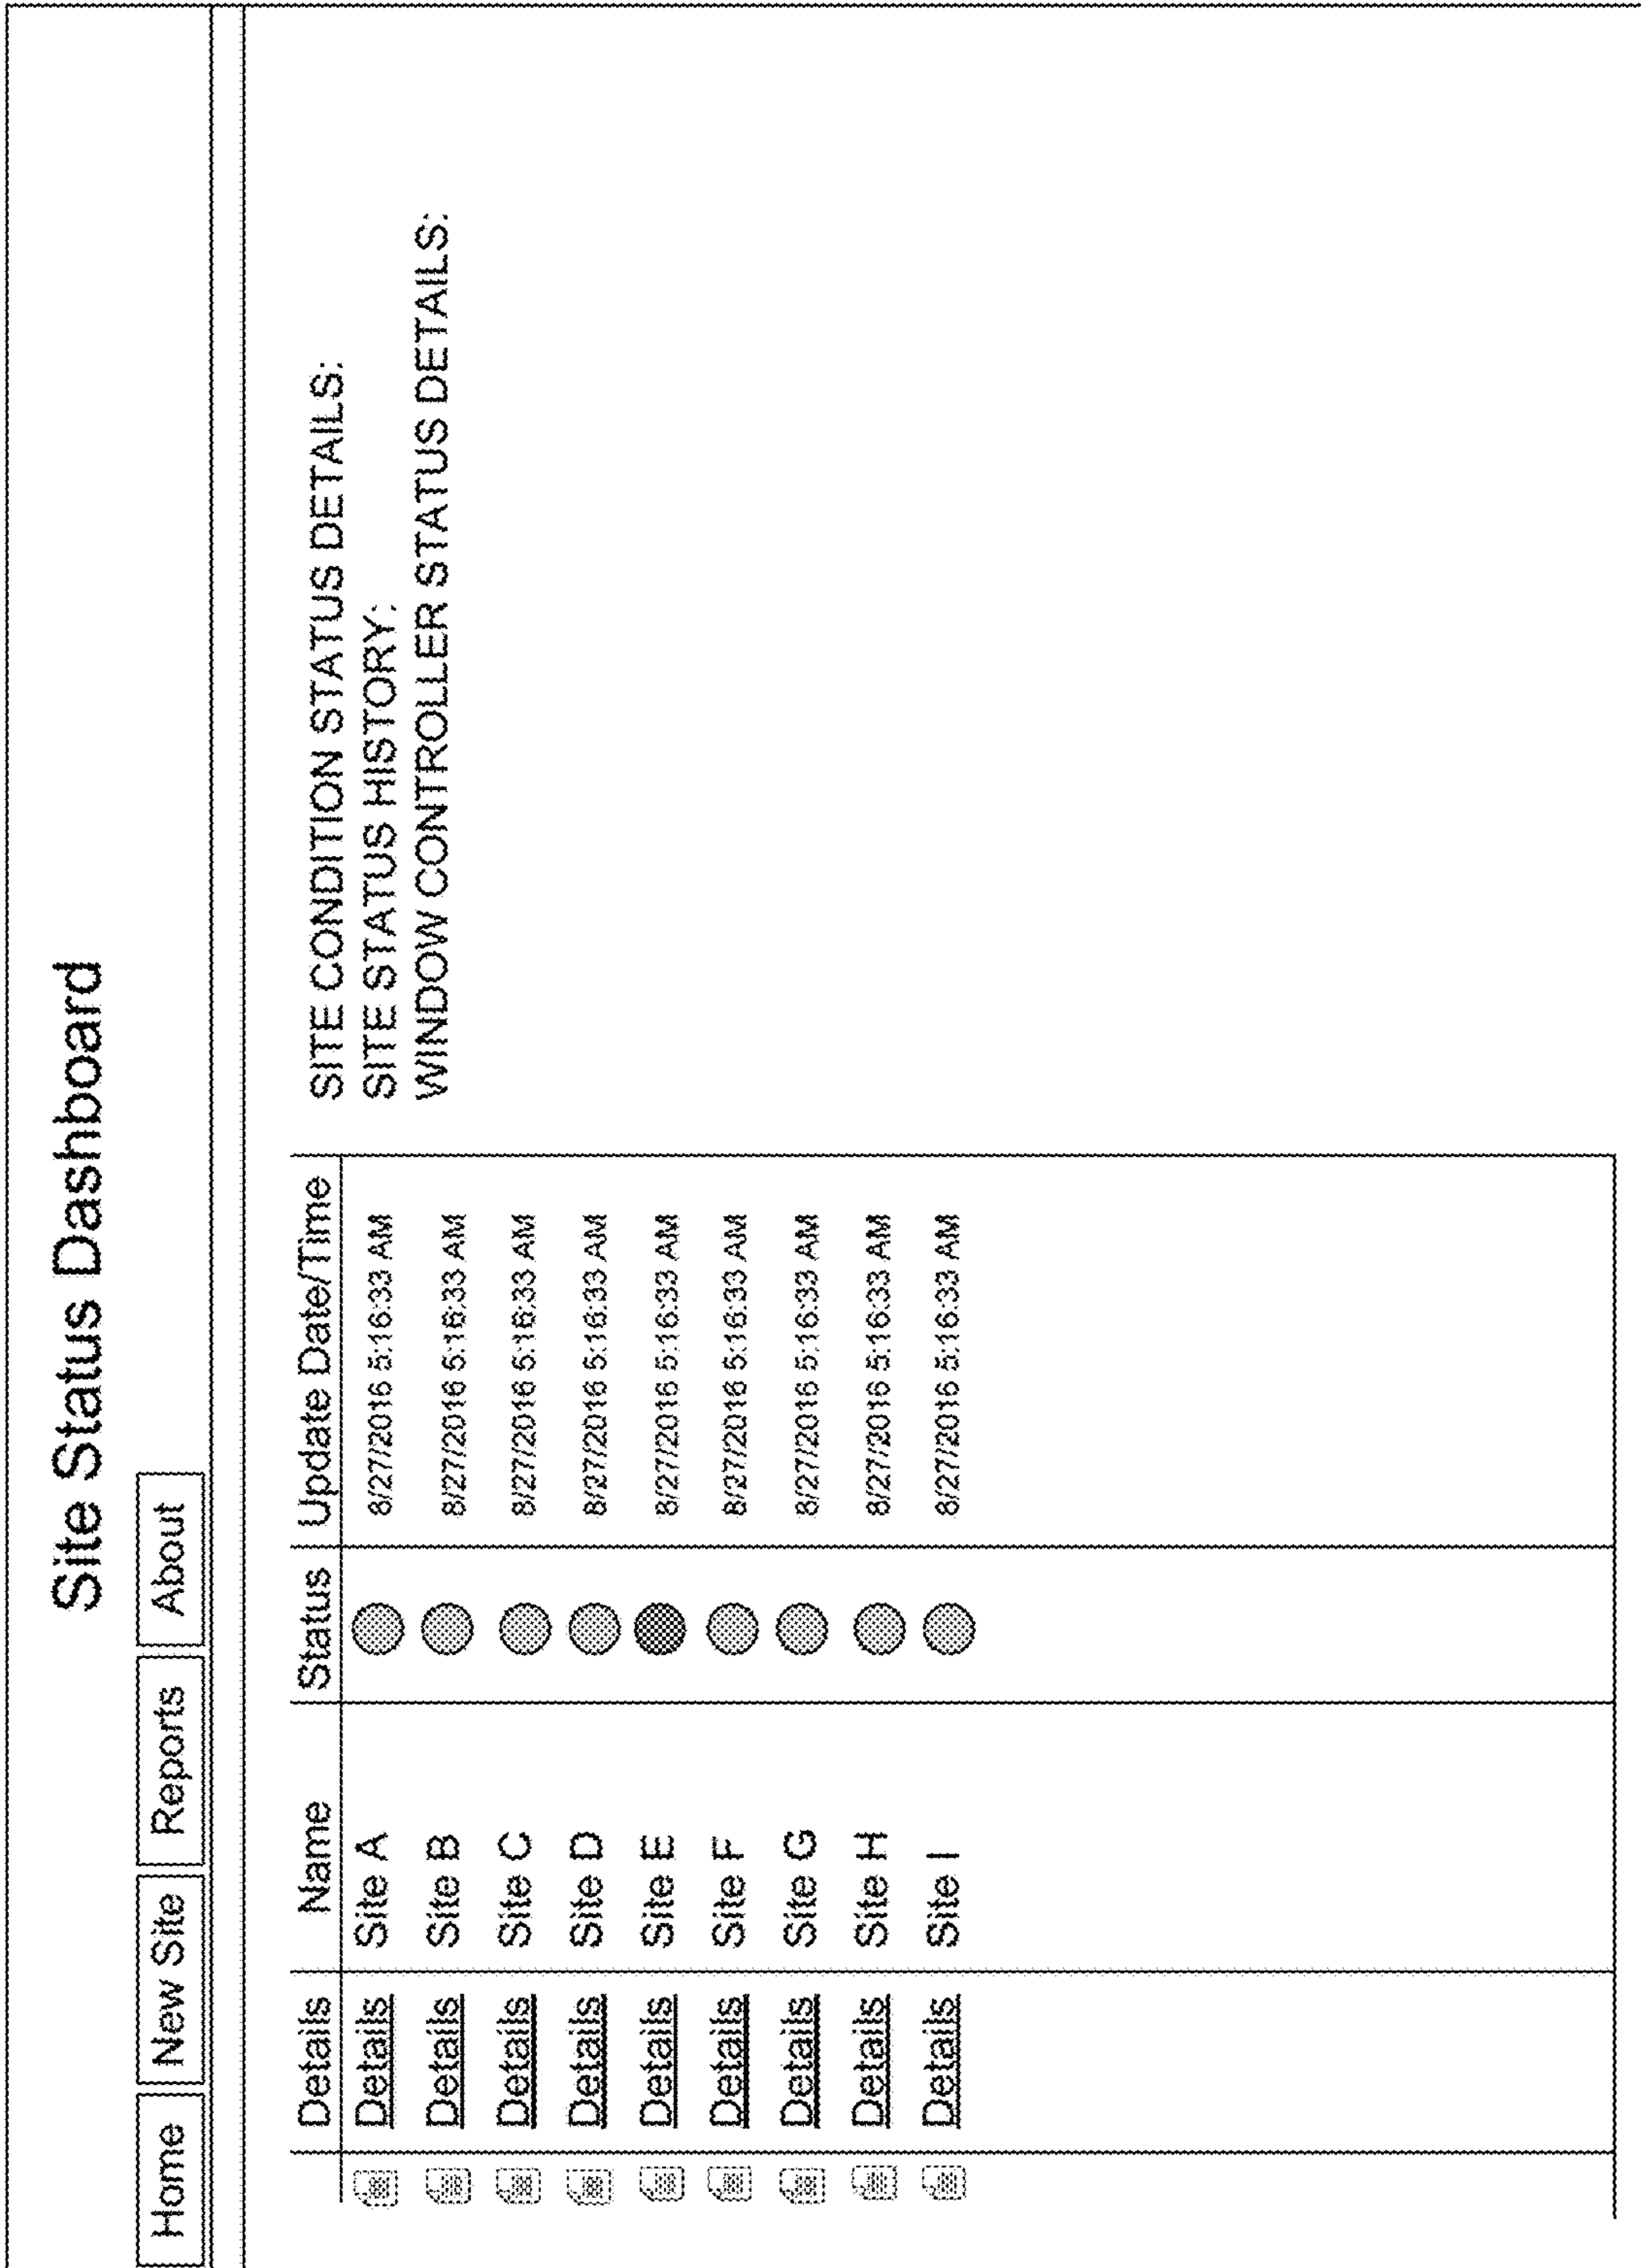 Site Status Dashboard
Home New Site Reports About
Details Name Status Update Date/Time
Details Site A 8/27/2016 5:16:33 AM
Details Site B 8/27/2016 5:16:33 AM
Details Site C 8/27/2016 5:16:33 AM
Details Site D 8/27/2016 5:16:33 AM
Details Site E 8/27/2016 5:16:33 AM
Details Site F 8/27/2016 5:16:33 AM
Details Site G 8/27/2016 5:16:33 AM
Details Site H 8/27/2016 5:16:33 AM
Details Site I 8/27/2016 5:16:33 AM
SITE CONDITION STATUS DETAILS:
SITE STATUS HISTORY:
WINDOW CONTROLLER STATUS DETAILS: